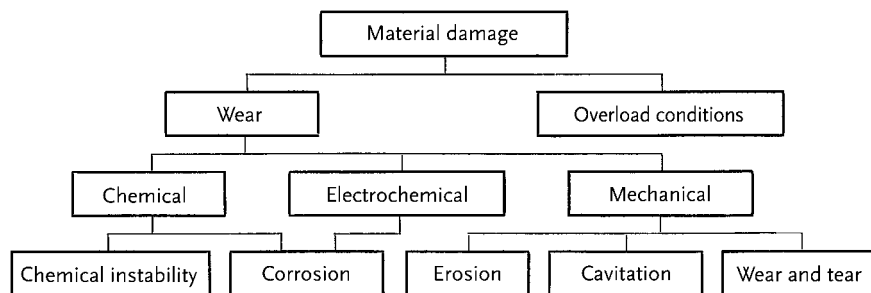 Material damage
Wear
Overload conditions
Chemical
Electrochemical
Mechanical
Chemical instability
Corrosion
Erosion
Cavitation
Wear and tear